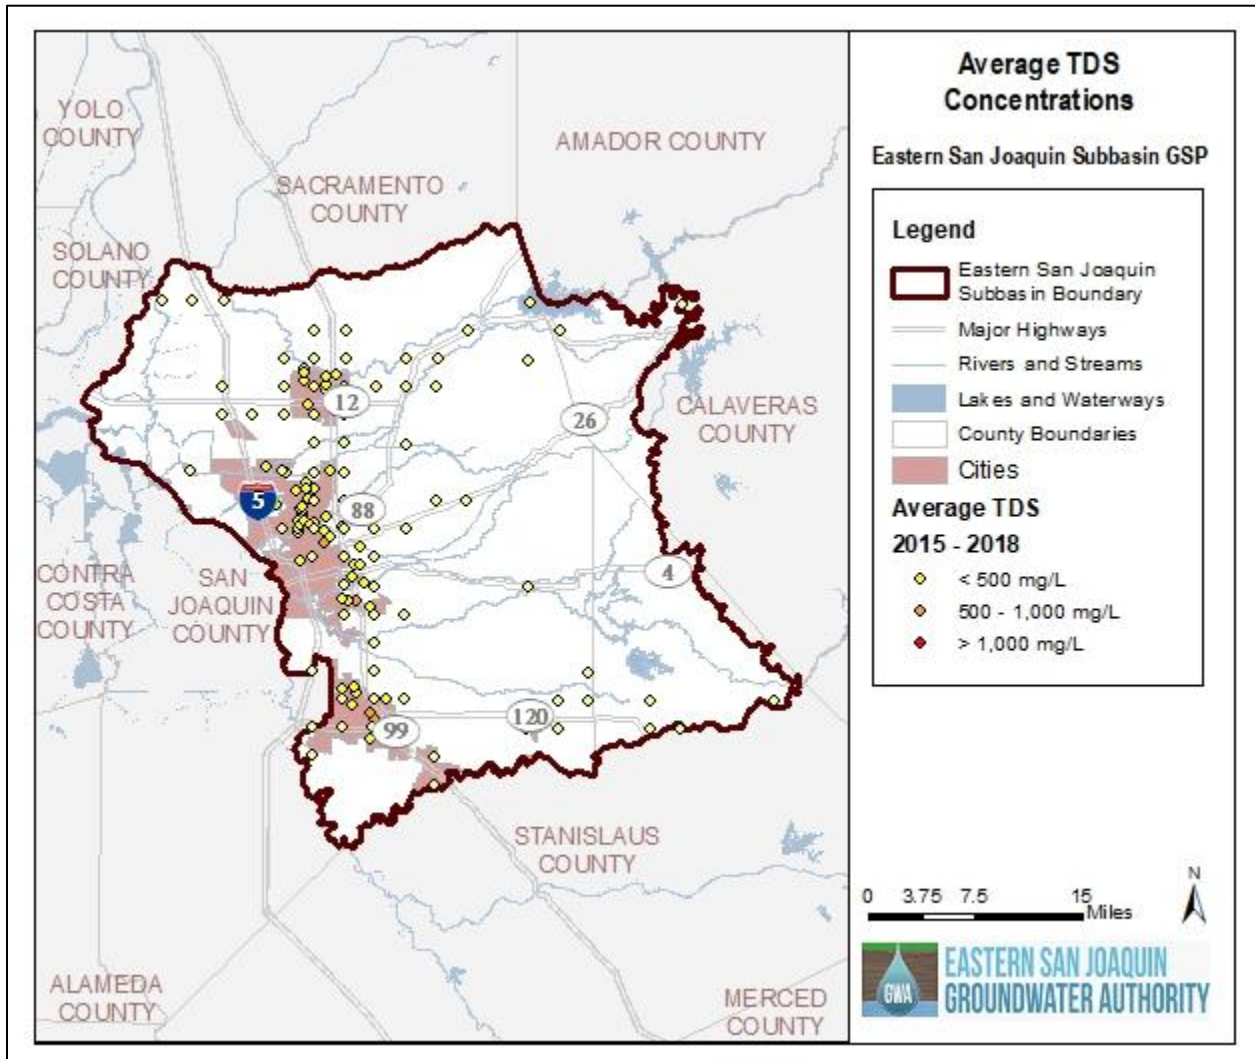 YOLO
COUNTY
AMADOR COUNTY
SACRAMENTO
COUNTY
SOLANO
COUNTY
12
26
CALAVERAS
COUNTY
5
88
4
CONTRA
COSTA
COUNTY
SAN
JOAQUIN
COUNTY
120
99
STANISLAUS
COUNTY
ALAMEDA
COUNTY
MERCED
COUNTY
Average TDS
Concentrations
Eastern San Joaquin Subbasin GSP
Legend
Eastern San Joaquin
Subbasin Boundary
Major Highways
Rivers and Streams
Lakes and Waterways
County Boundaries
Cities
Average TDS
2015 - 2018
< 500 mg/L
500 - 1,000 mg/L
> 1,000 mg/L
N
0 3.75 7.5 15
Miles
GWA
EASTERN SAN JOAQUIN
GROUNDWATER AUTHORITY